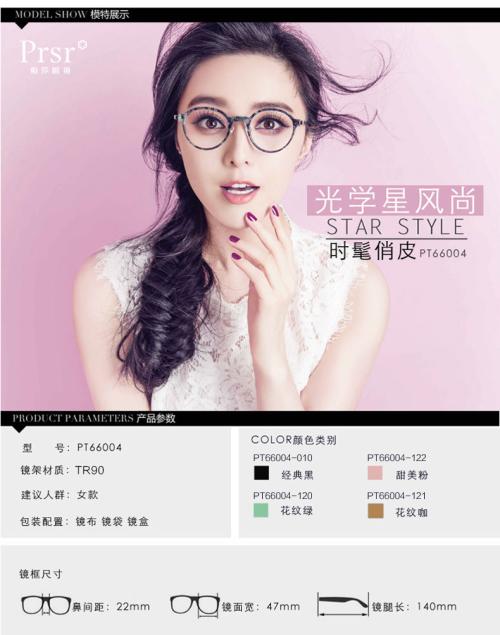 MODEL SHOW 模特展示
Prsr
帕莎眼镜
光学星风尚
STAR STYLE
时髦俏皮 PT66004
PRODUCT PARAMETERS 产品参数
型 号：PT66004
镜架材质：TR90
建议人群：女款
包装配置：镜布 镜袋 镜盒
COLOR颜色类别
PT66004-010 PT66004-122
经典黑 甜美粉
PT66004-120 PT66004-121
花纹绿 花纹咖
镜框尺寸
鼻间距：22mm 镜面宽：47mm 镜腿长：140mm